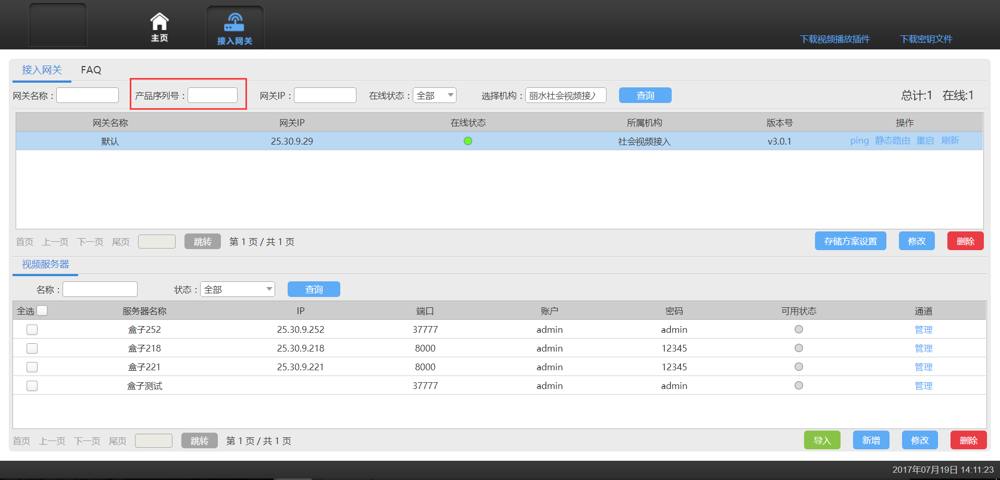 主页
接入网关
下载视频播放插件 下载密钥文件
接入网关 FAQ
网关名称： 产品序列号： 网关IP： 在线状态：全部 选择机构：丽水社会视频接入 查询 总计:1 在线:1
网关名称 网关IP 在线状态 所属机构 版本号 操作
默认 25.30.9.29 社会视频接入 v3.0.1 ping 静态路由 重启 刷新
首页 上一页 下一页 尾页 跳转 第 1 页 / 共 1 页 存储方案设置 修改 删除
视频服务器
名称： 状态：全部 查询
全选 服务器名称 IP 端口 账户 密码 可用状态 通道
盒子252 25.30.9.252 37777 admin admin 管理
盒子218 25.30.9.218 8000 admin 12345 管理
盒子221 25.30.9.221 8000 admin 12345 管理
盒子测试 37777 admin admin 管理
首页 上一页 下一页 尾页 跳转 第 1 页 / 共 1 页 导入 新增 修改 删除
2017年07月19日 14:11:23